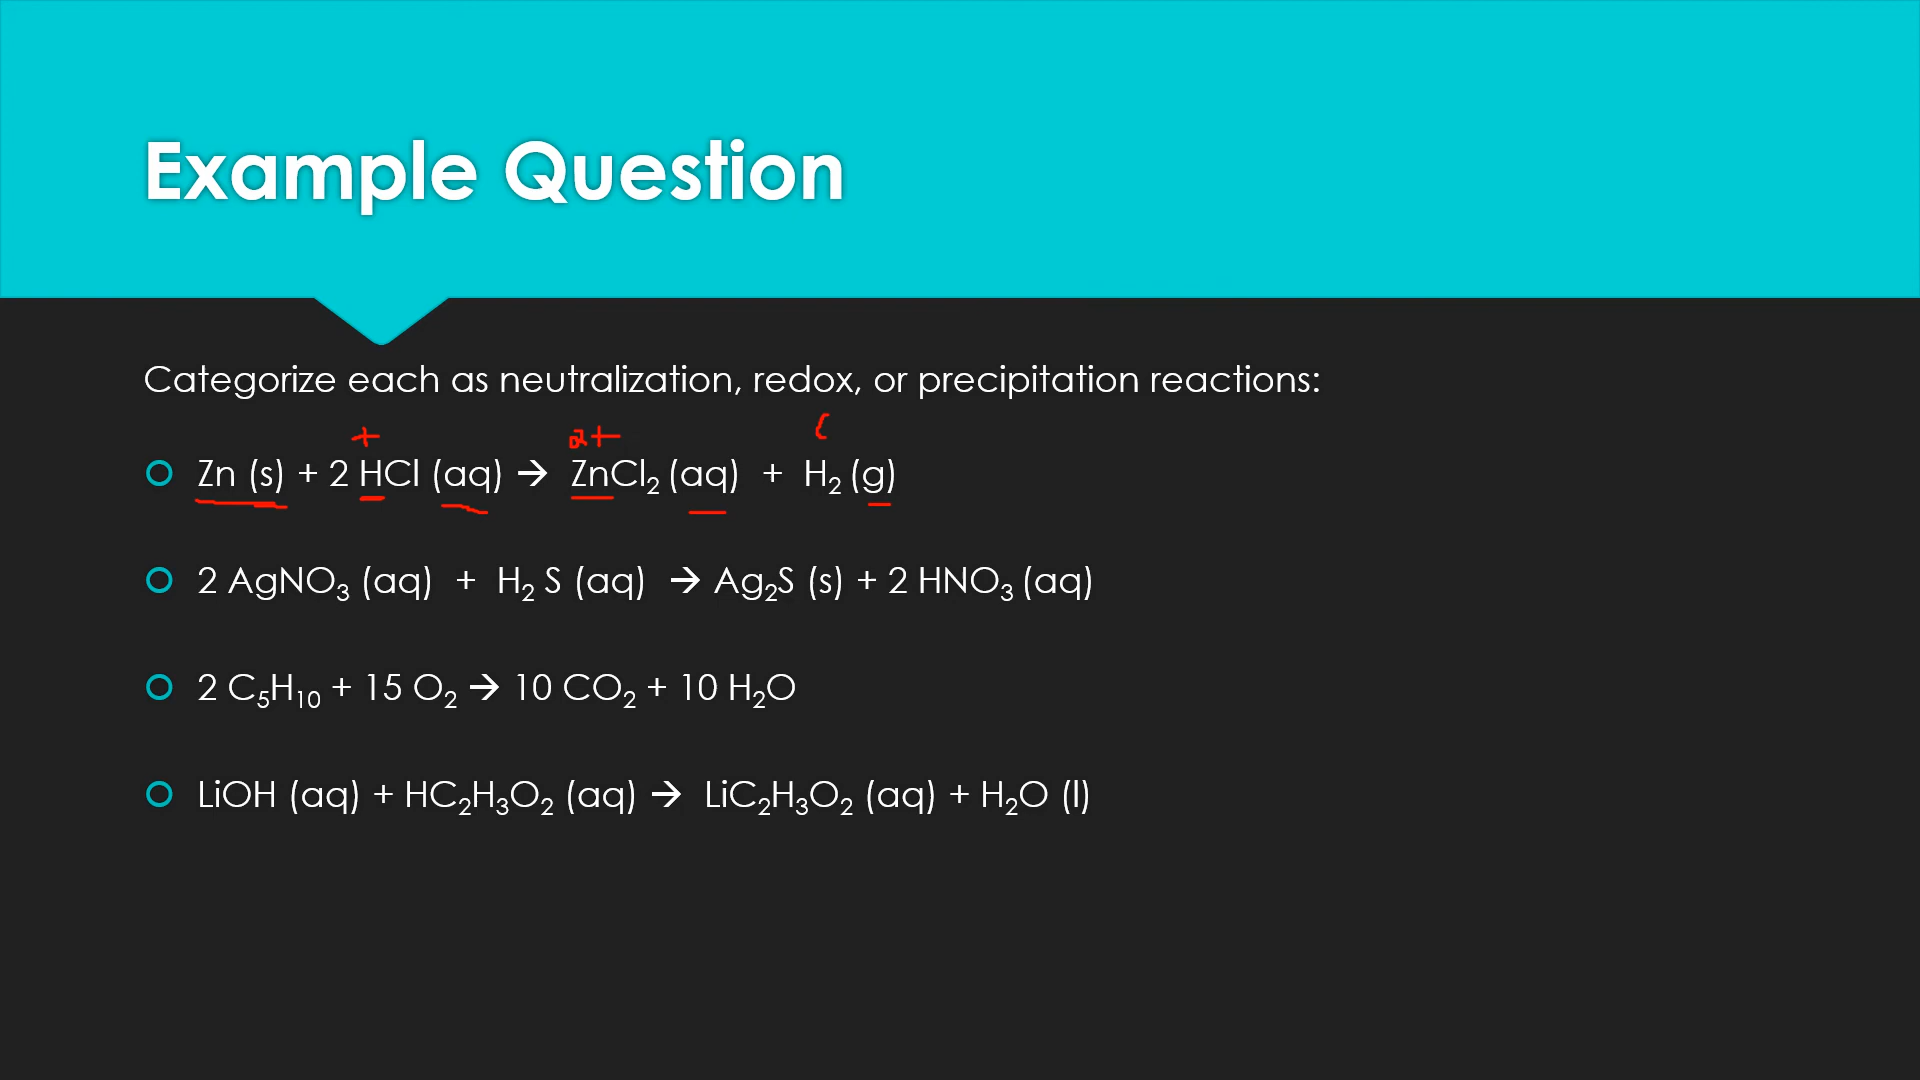 Example Question
Categorize each as neutralization, redox, or precipitation reactions:
+ 2+
Zn (s) + 2 HCl (aq) → ZnCl₂ (aq) + H₂ (g)
2 AgNO₃ (aq) + H₂ S (aq) → Ag₂S (s) + 2 HNO₃ (aq)
2 C₅H₁₀ + 15 O₂ → 10 CO₂ + 10 H₂O
LiOH (aq) + HC₂H₃O₂ (aq) → LiC₂H₃O₂ (aq) + H₂O (l)